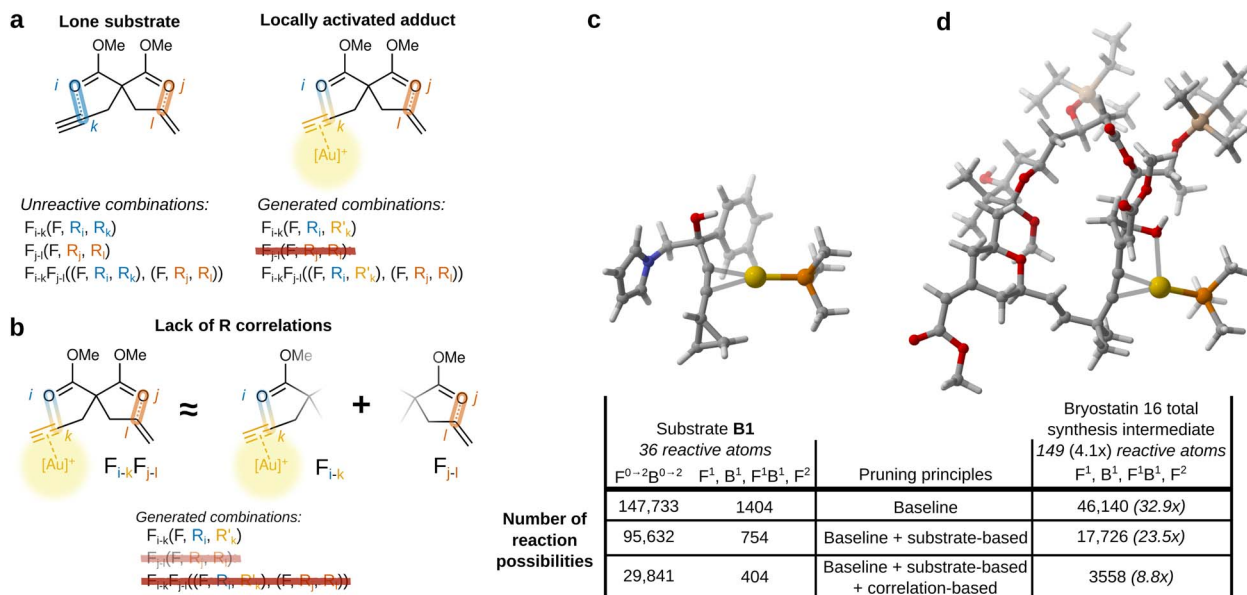 a
Lone substrate
Locally activated adduct
OMe OMe
O O
i j
k l
OMe OMe
O O
i j
k l
[Au]⁺
Unreactive combinations:
Fi-k(F, Ri, Rk)
Fj-l(F, Rj, Rl)
Fi-kFj-l((F, Ri, Rk), (F, Rj, Rl))
Generated combinations:
Fi-k(F, Ri, R'k)
Fj-l(F, Rj, Rl)
Fi-kFj-l((F, Ri, R'k), (F, Rj, Rl))
b
Lack of R correlations
OMe OMe
O O
i j
k l
[Au]⁺
Fi-kFj-l
≈
OMe
O
i
k
[Au]⁺
Fi-k
+
OMe
O
j
l
Fj-l
Generated combinations:
Fi-k(F, Ri, R'k)
Fj-l(F, Rj, Rl)
Fi-kFj-l((F, Ri, R'k), (F, Rj, Rl))
c
d
Substrate B1
36 reactive atoms
F⁰→²B⁰→² F¹, B¹, F¹B¹, F²
Pruning principles
Bryostatin 16 total
synthesis intermediate
149 (4.1x) reactive atoms
F¹, B¹, F¹B¹, F²
Number of
reaction
possibilities
147,733 1404 Baseline 46,140 (32.9x)
95,632 754 Baseline + substrate-based 17,726 (23.5x)
29,841 404 Baseline + substrate-based
+ correlation-based 3558 (8.8x)